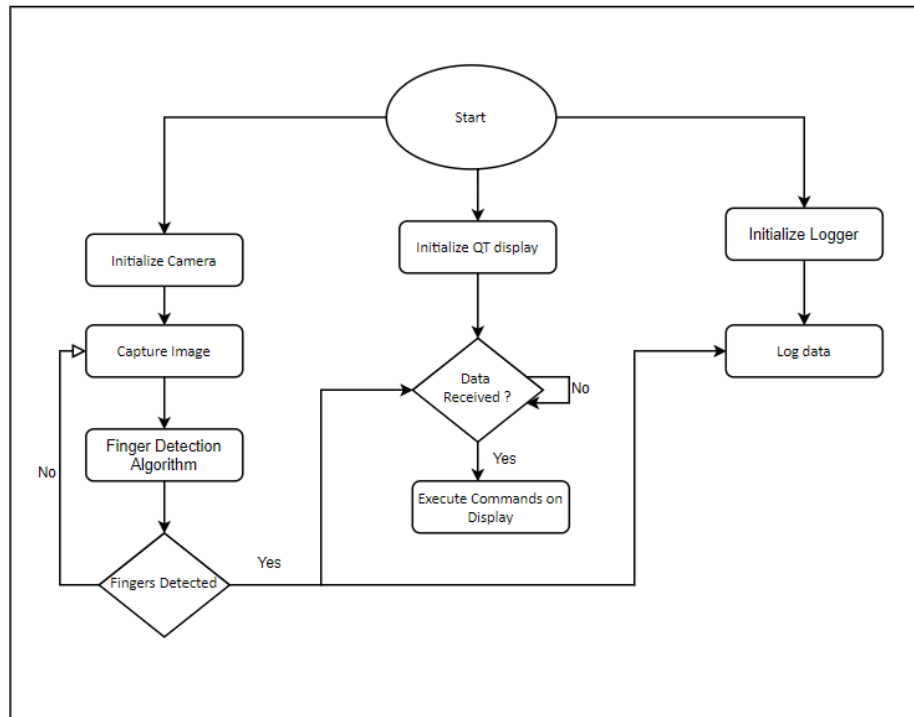 Start
Initialize Camera
Initialize QT display
Initialize Logger
Capture Image
Data
Received ?
No
Log data
Finger Detection
Algorithm
No
Yes
Execute Commands on
Display
Fingers Detected
Yes